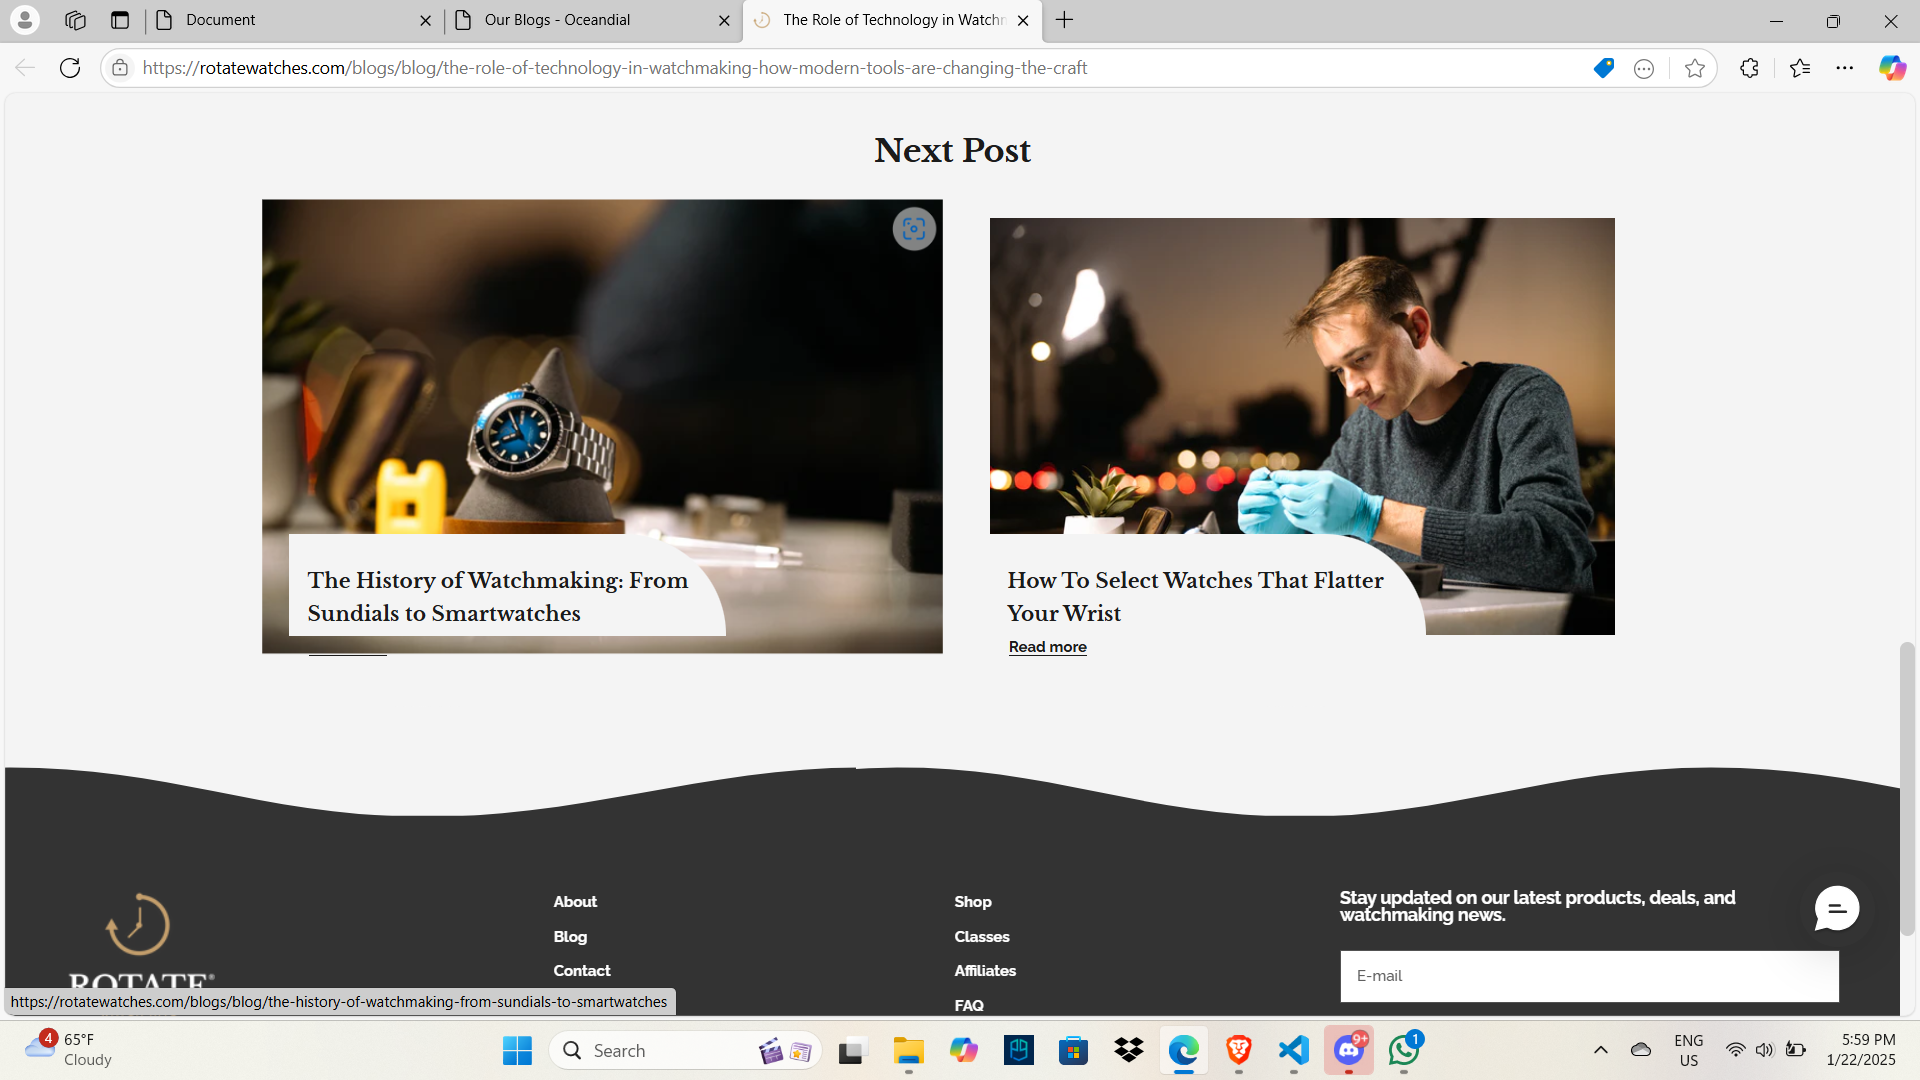 Document
Our Blogs - Oceandial
The Role of Technology in Watchm
https://rotatewatches.com/blogs/blog/the-role-of-technology-in-watchmaking-how-modern-tools-are-changing-the-craft
Next Post
The History of Watchmaking: From
Sundials to Smartwatches
How To Select Watches That Flatter
Your Wrist
Read more
About
Blog
Contact
Shop
Classes
Affiliates
FAQ
Stay updated on our latest products, deals, and
watchmaking news.
E-mail
ROTATE®
https://rotatewatches.com/blogs/blog/the-history-of-watchmaking-from-sundials-to-smartwatches
4
65°F
Cloudy
Search
9+
1
ENG
US
5:59 PM
1/22/2025